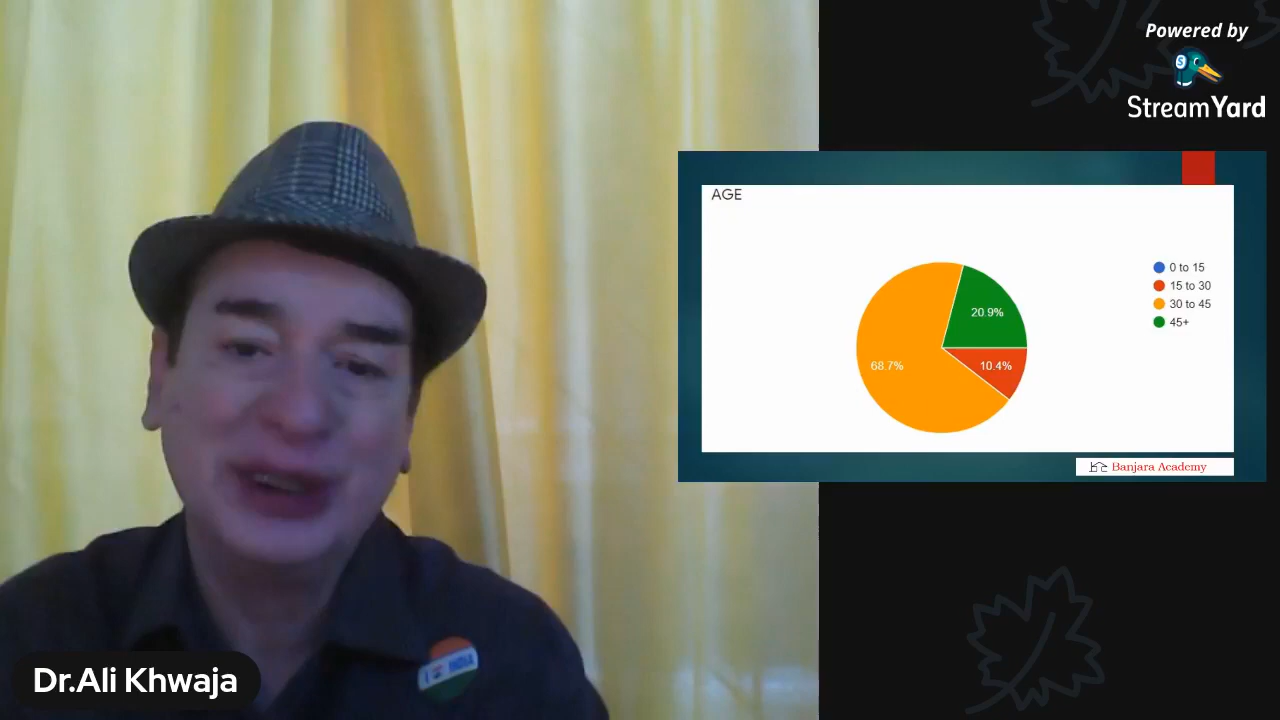 Powered by
StreamYard
AGE
0 to 15
15 to 30
30 to 45
45+
20.9%
68.7%
10.4%
Banjara Academy
INDIA
Dr.Ali Khwaja